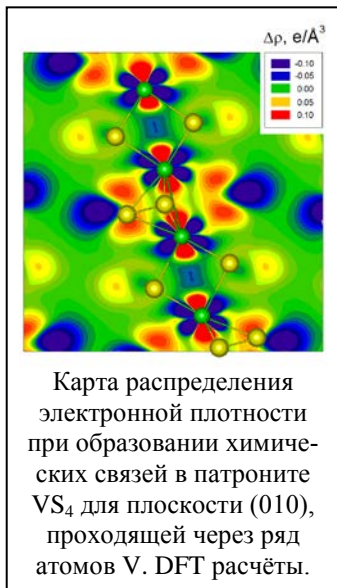 Δρ, e/Å³
-0.10
-0.05
0.00
0.05
0.10
Карта распределения
электронной плотности
при образовании химиче-
ских связей в патроните
VS₄ для плоскости (010),
проходящей через ряд
атомов V. DFT расчёты.